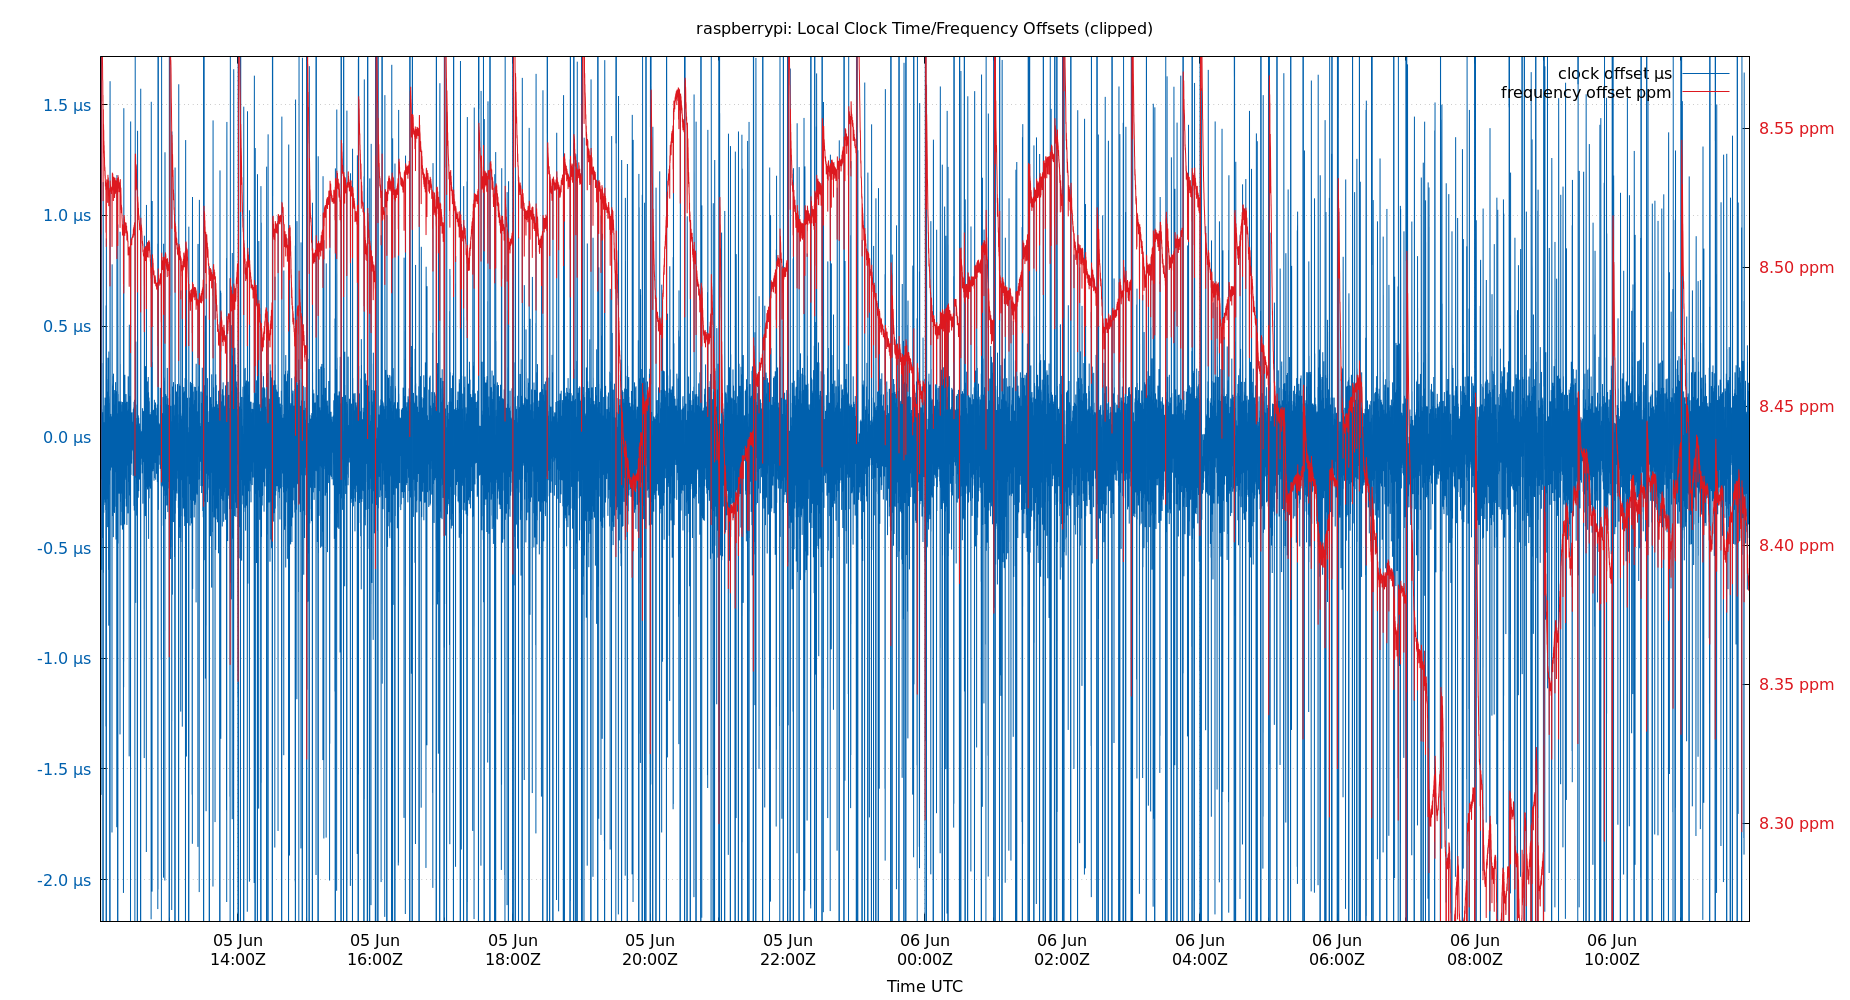 raspberrypi: Local Clock Time/Frequency Offsets (clipped)
clock offset µs
frequency offset ppm
1.5 µs
1.0 µs
0.5 µs
0.0 µs
-0.5 µs
-1.0 µs
-1.5 µs
-2.0 µs
8.55 ppm
8.50 ppm
8.45 ppm
8.40 ppm
8.35 ppm
8.30 ppm
05 Jun 05 Jun 05 Jun 05 Jun 05 Jun 06 Jun 06 Jun 06 Jun 06 Jun 06 Jun 06 Jun
14:00Z 16:00Z 18:00Z 20:00Z 22:00Z 00:00Z 02:00Z 04:00Z 06:00Z 08:00Z 10:00Z
Time UTC